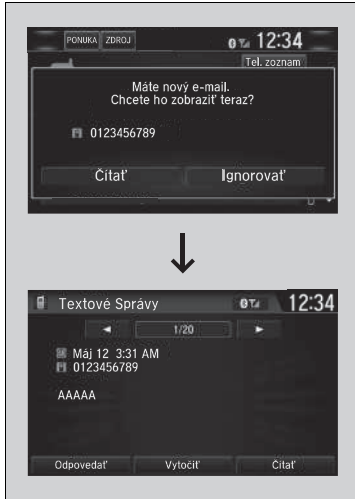 PONUKA ZDROJ 12:34
Tel. zoznam
Máte nový e-mail.
Chcete ho zobraziť teraz?
0123456789
Čítať Ignorovať
Textové Správy 12:34
1/20
Máj 12 3:31 AM
0123456789
AAAAA
Odpovedať Vytočiť Čítať